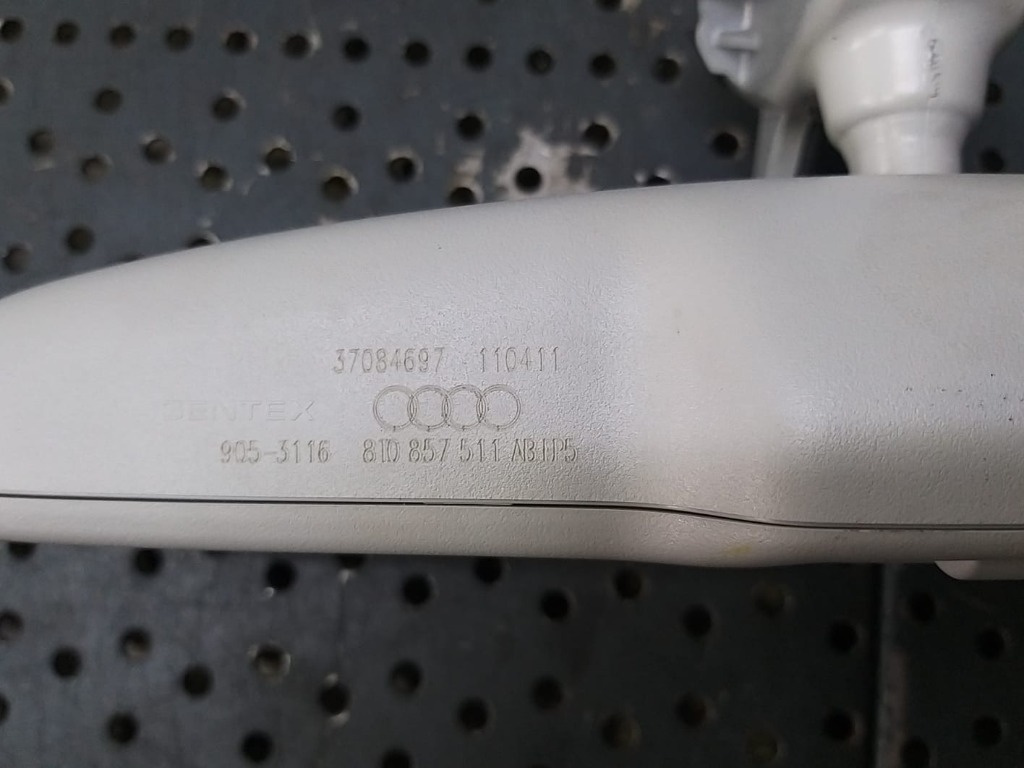 37084697 110411
GENTEX
905-3116 8T0 857 511 AB 1P5